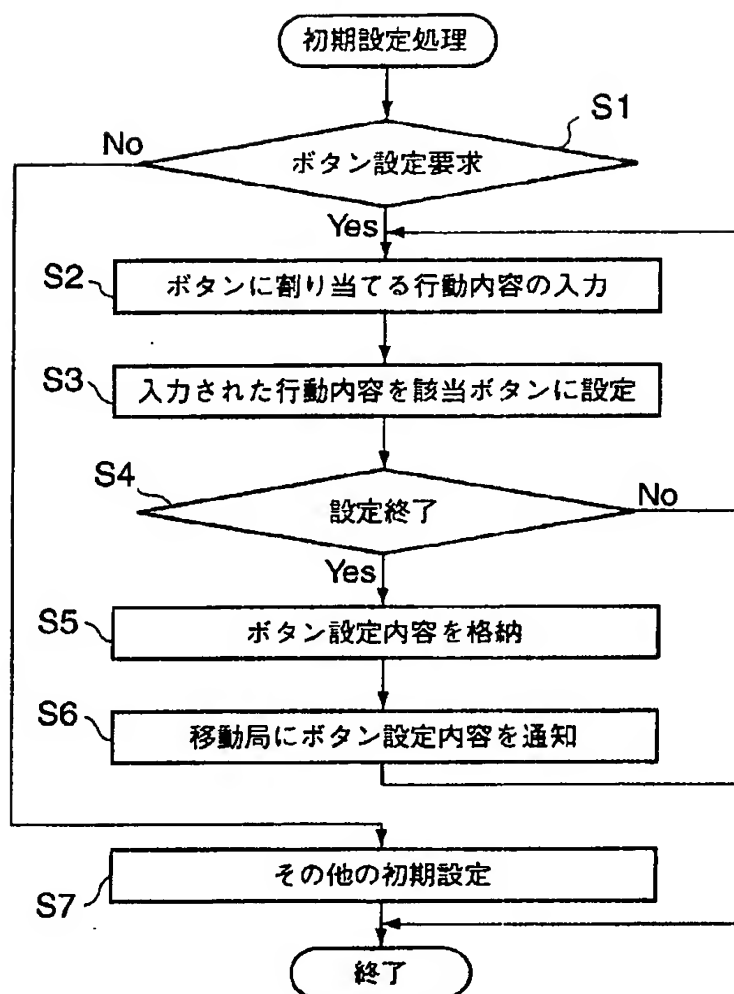 初期設定処理
S1
No
ボタン設定要求
Yes
S2
ボタンに割り当てる行動内容の入力
S3
入力された行動内容を該当ボタンに設定
S4
設定終了
No
Yes
S5
ボタン設定内容を格納
S6
移動局にボタン設定内容を通知
その他の初期設定
S7
終了